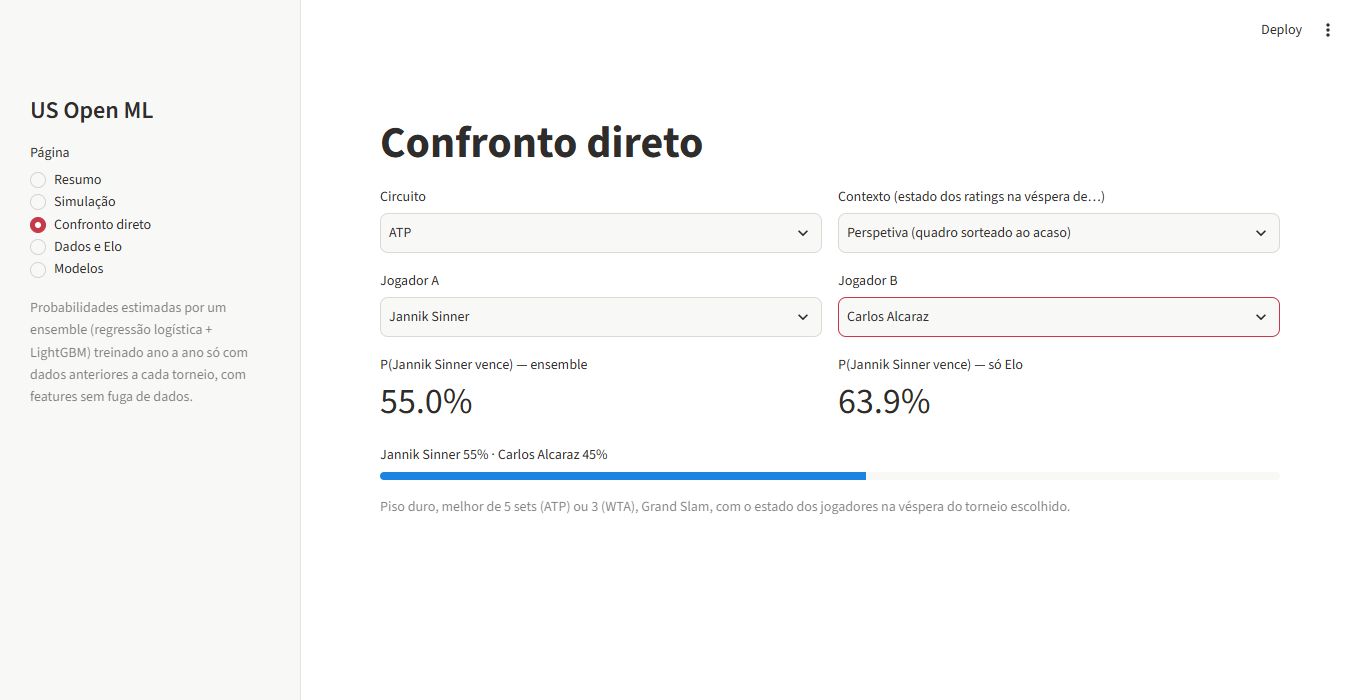 Deploy
US Open ML
Página
Resumo
Simulação
Confronto direto
Dados e Elo
Modelos
Probabilidades estimadas por um
ensemble (regressão logística +
LightGBM) treinado ano a ano só com
dados anteriores a cada torneio, com
features sem fuga de dados.
Confronto direto
Circuito
Contexto (estado dos ratings na véspera de…)
ATP
Perspetiva (quadro sorteado ao acaso)
Jogador A
Jogador B
Jannik Sinner
Carlos Alcaraz
P(Jannik Sinner vence) — ensemble
P(Jannik Sinner vence) — só Elo
55.0%
63.9%
Jannik Sinner 55% · Carlos Alcaraz 45%
Piso duro, melhor de 5 sets (ATP) ou 3 (WTA), Grand Slam, com o estado dos jogadores na véspera do torneio escolhido.